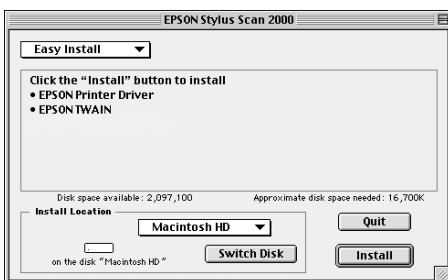 EPSON Stylus Scan 2000
Easy Install
Click the “Install” button to install
• EPSON Printer Driver
• EPSON TWAIN
Disk space available: 2,097,100 Approximate disk space needed: 16,700K
Install Location
Macintosh HD
on the disk “Macintosh HD”
Switch Disk
Quit
Install